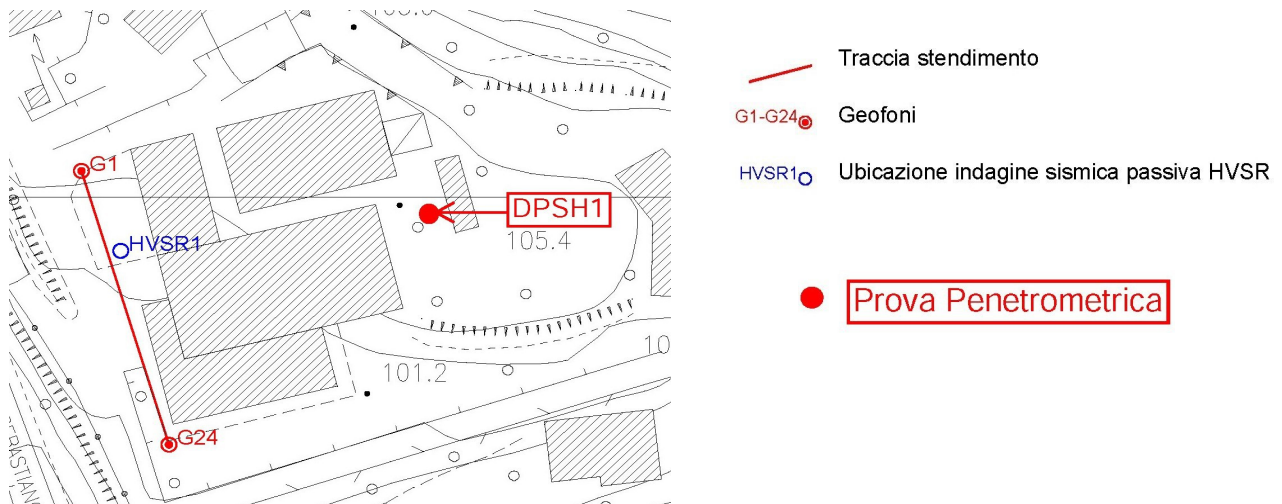 G1
HVSR1
DPSH1
105.4
101.2
10
G24
Traccia stendimento
G1-G24
Geofoni
HVSR1
Ubicazione indagine sismica passiva HVSR
Prova Penetrometrica